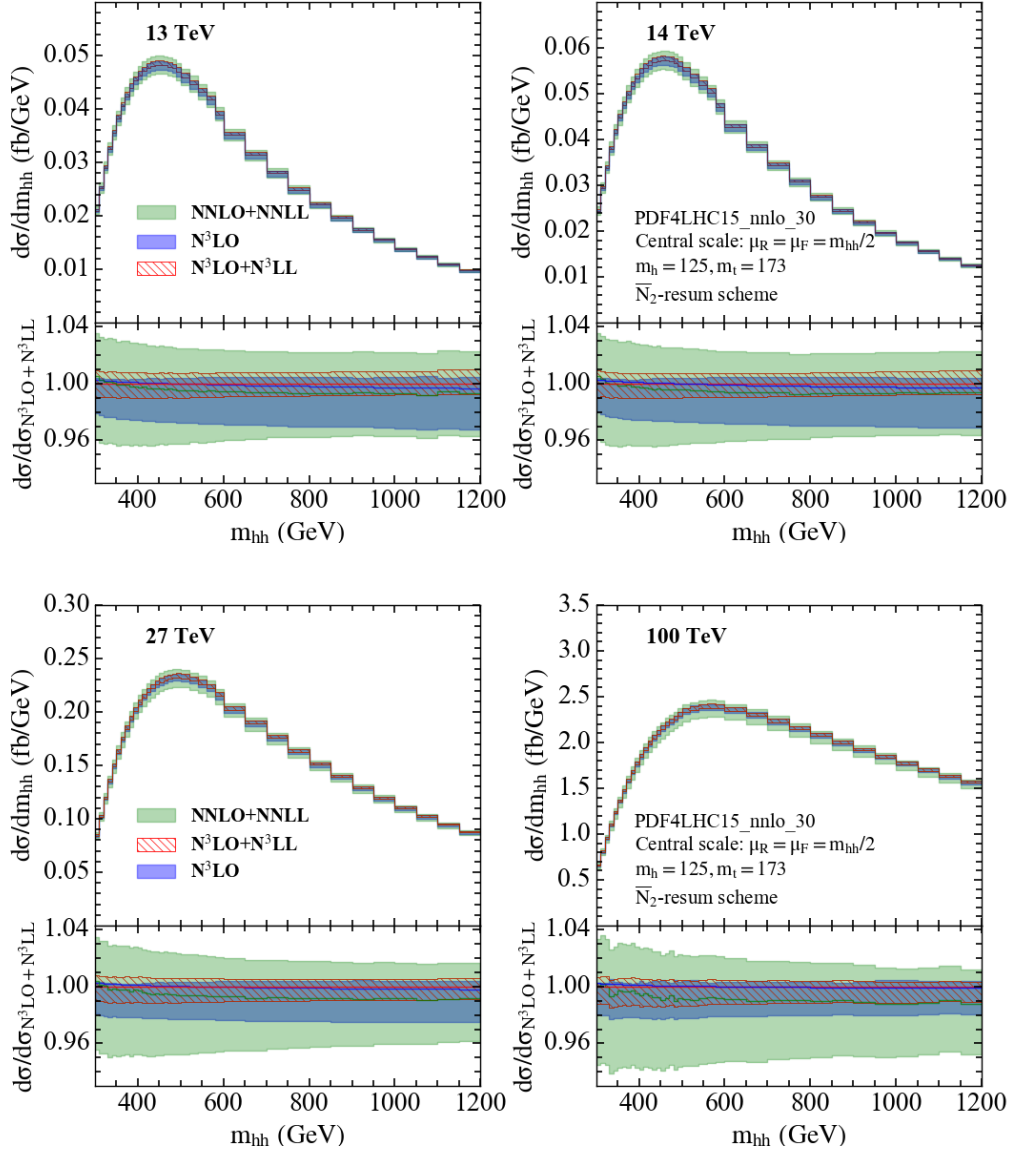 13 TeV
dσ/dm_hh (fb/GeV)
0.05
0.04
0.03
0.02
0.01
NNLO+NNLL
N³LO
N³LO+N³LL
dσ/dσ_N³LO+N³LL
1.04
1.00
0.96
400 600 800 1000 1200
m_hh (GeV)
14 TeV
dσ/dm_hh (fb/GeV)
0.06
0.05
0.04
0.03
0.02
0.01
PDF4LHC15_nnlo_30
Central scale: μ_R = μ_F = m_hh/2
m_h = 125, m_t = 173
N̅₂-resum scheme
dσ/dσ_N³LO+N³LL
1.04
1.00
0.96
400 600 800 1000 1200
m_hh (GeV)
27 TeV
dσ/dm_hh (fb/GeV)
0.30
0.25
0.20
0.15
0.10
0.05
0.00
NNLO+NNLL
N³LO+N³LL
N³LO
dσ/dσ_N³LO+N³LL
1.04
1.00
0.96
400 600 800 1000 1200
m_hh (GeV)
100 TeV
dσ/dm_hh (fb/GeV)
3.5
3.0
2.5
2.0
1.5
1.0
0.5
0.0
PDF4LHC15_nnlo_30
Central scale: μ_R = μ_F = m_hh/2
m_h = 125, m_t = 173
N̅₂-resum scheme
dσ/dσ_N³LO+N³LL
1.04
1.00
0.96
400 600 800 1000 1200
m_hh (GeV)